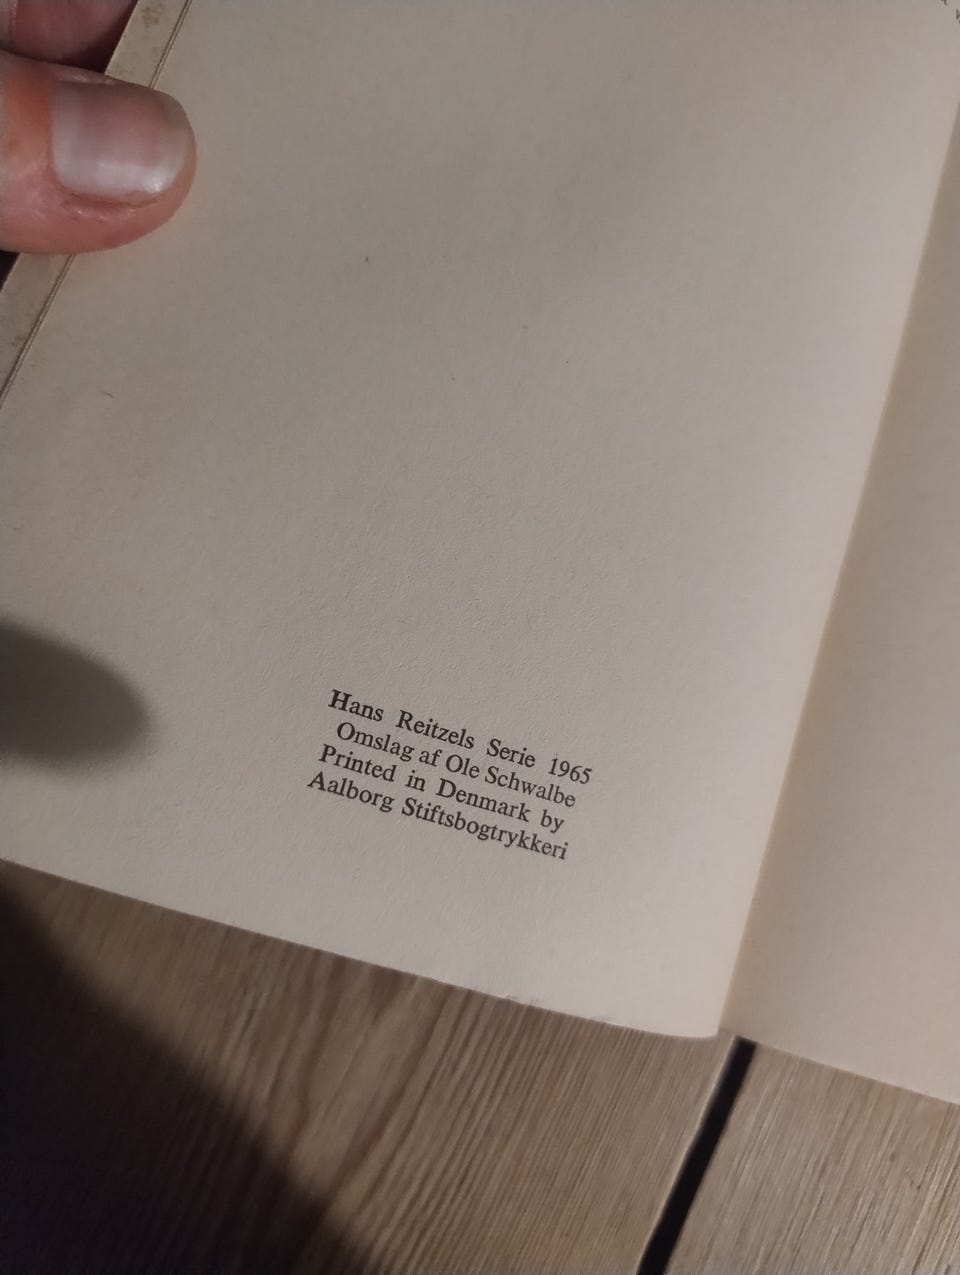 Hans Reitzels Serie 1965
Omslag af Ole Schwalbe
Printed in Denmark by
Aalborg Stiftsbogtrykkeri